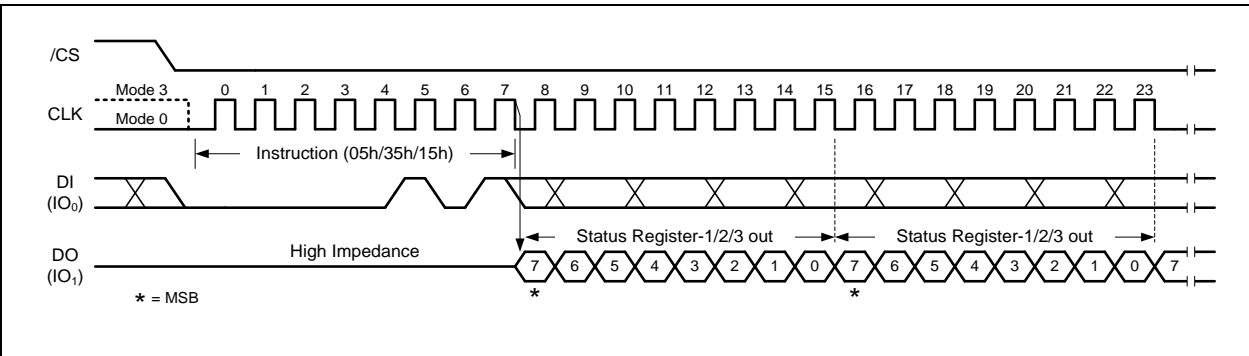 /CS
Mode 3
0 1 2 3 4 5 6 7 8 9 10 11 12 13 14 15 16 17 18 19 20 21 22 23
CLK
Mode 0
Instruction (05h/35h/15h)
DI
(IO₀)
Status Register-1/2/3 out Status Register-1/2/3 out
High Impedance
DO
(IO₁)
7 6 5 4 3 2 1 0 7 6 5 4 3 2 1 0 7
* *
* = MSB